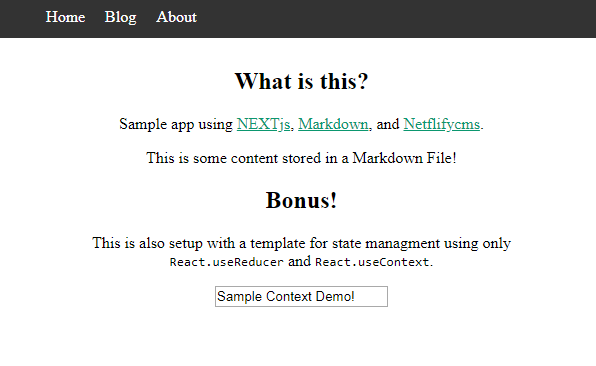 Home Blog About
What is this?
Sample app using NEXTjs, Markdown, and Netflifycms.
This is some content stored in a Markdown File!
Bonus!
This is also setup with a template for state managment using only
React.useReducer and React.useContext.
Sample Context Demo!